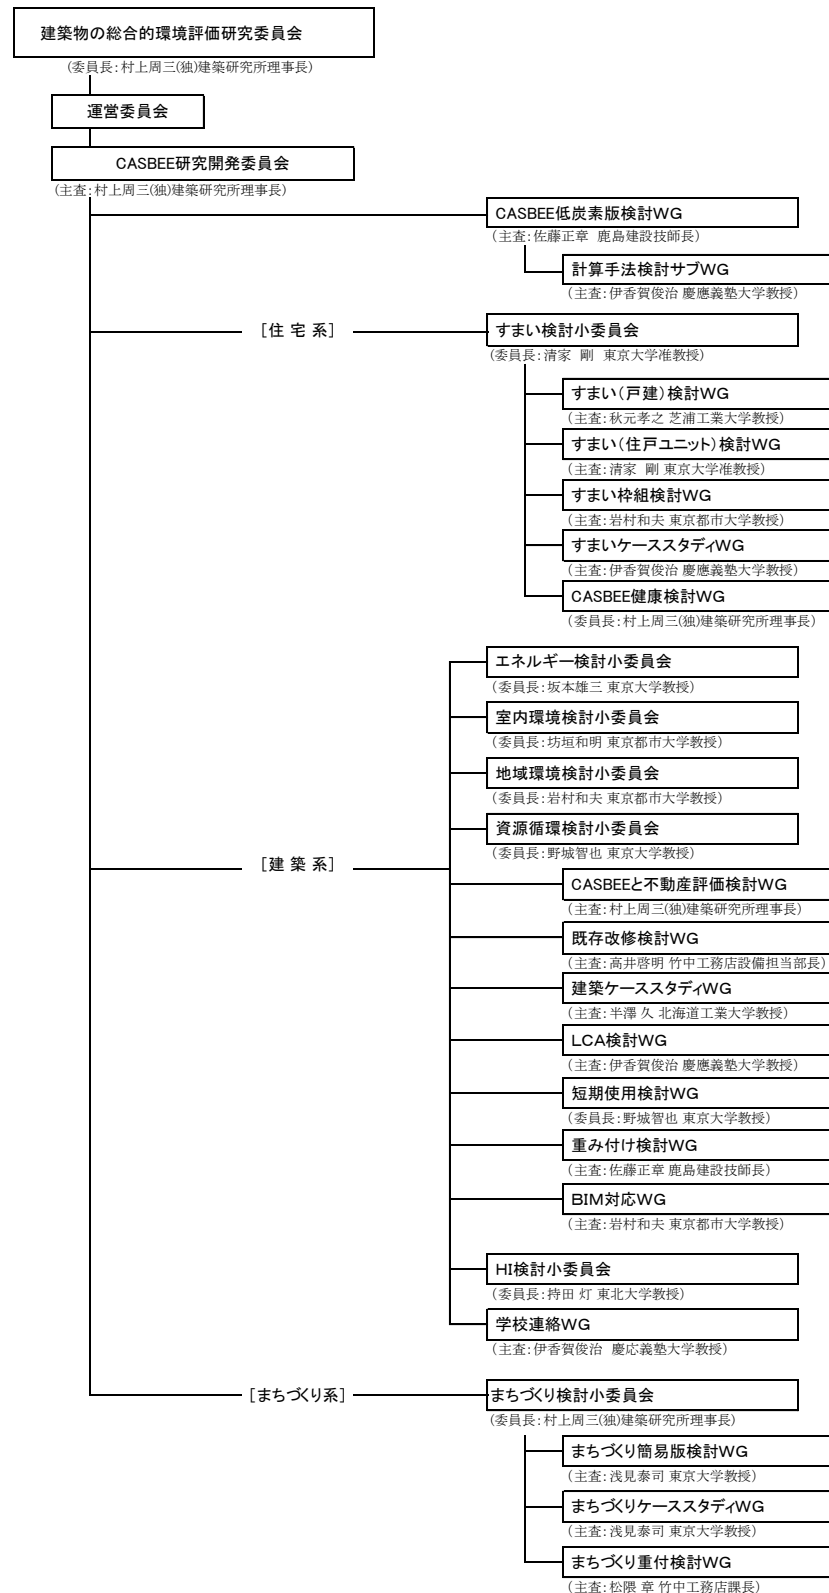 建築物の総合的環境評価研究委員会
(委員長:村上周三(独)建築研究所理事長)
運営委員会
CASBEE研究開発委員会
(主査:村上周三(独)建築研究所理事長)
CASBEE低炭素版検討WG
(主査:佐藤正章 鹿島建設技師長)
計算手法検討サブWG
(主査:伊香賀俊治 慶應義塾大学教授)
[住 宅 系]
すまい検討小委員会
(委員長:清家 剛 東京大学准教授)
すまい(戸建)検討WG
(主査:秋元孝之 芝浦工業大学教授)
すまい(住戸ユニット)検討WG
(主査:清家 剛 東京大学准教授)
すまい枠組検討WG
(主査:岩村和夫 東京都市大学教授)
すまいケーススタディWG
(主査:伊香賀俊治 慶應義塾大学教授)
CASBEE健康検討WG
(委員長:村上周三(独)建築研究所理事長)
エネルギー検討小委員会
(委員長:坂本雄三 東京大学教授)
室内環境検討小委員会
(委員長:坊垣和明 東京都市大学教授)
地域環境検討小委員会
(委員長:岩村和夫 東京都市大学教授)
資源循環検討小委員会
(委員長:野城智也 東京大学教授)
[建 築 系]
CASBEEと不動産評価検討WG
(主査:村上周三(独)建築研究所理事長)
既存改修検討WG
(主査:高井啓明 竹中工務店設備担当部長)
建築ケーススタディWG
(主査:半澤 久 北海道工業大学教授)
LCA検討WG
(主査:伊香賀俊治 慶應義塾大学教授)
短期使用検討WG
(委員長:野城智也 東京大学教授)
重み付け検討WG
(主査:佐藤正章 鹿島建設技師長)
BIM対応WG
(主査:岩村和夫 東京都市大学教授)
HI検討小委員会
(委員長:持田 灯 東北大学教授)
学校連絡WG
(主査:伊香賀俊治 慶応義塾大学教授)
[まちづくり系]
まちづくり検討小委員会
(委員長:村上周三(独)建築研究所理事長)
まちづくり簡易版検討WG
(主査:浅見泰司 東京大学教授)
まちづくりケーススタディWG
(主査:浅見泰司 東京大学教授)
まちづくり重付検討WG
(主査:松隈 章 竹中工務店課長)